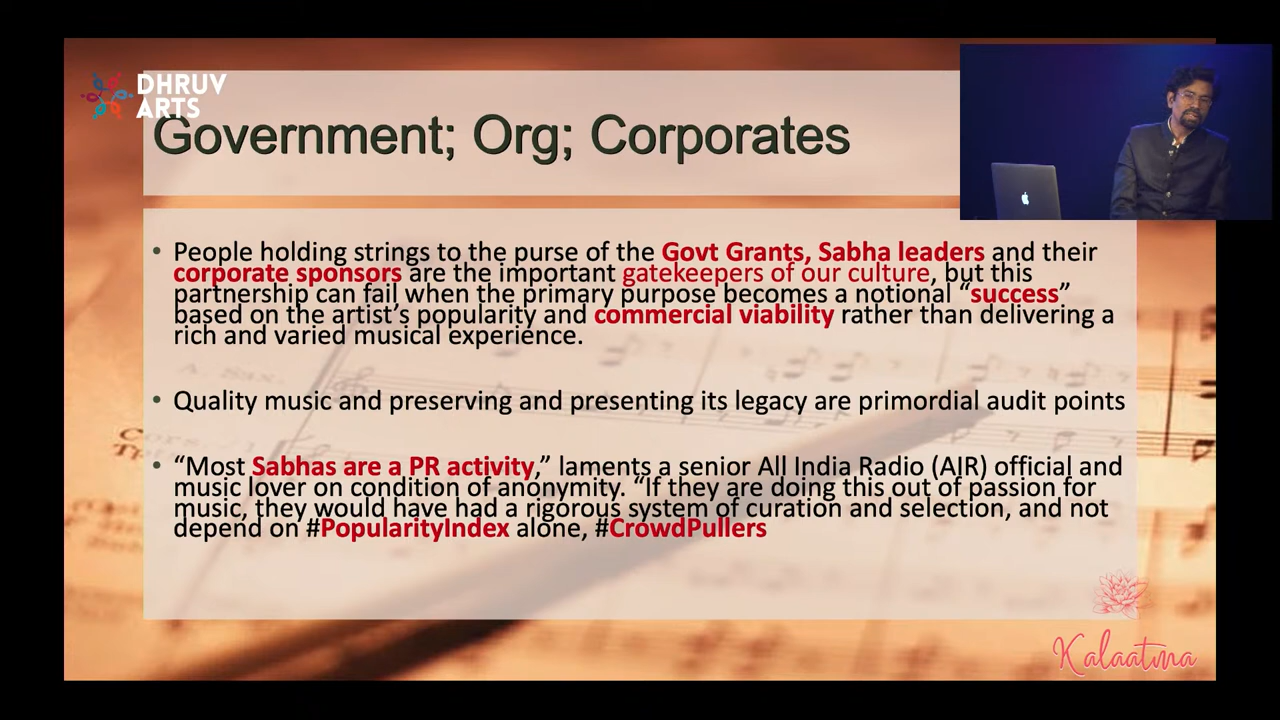 DHRUV
ARTS
Government; Org; Corporates
• People holding strings to the purse of the Govt Grants, Sabha leaders and their
corporate sponsors are the important gatekeepers of our culture, but this
partnership can fail when the primary purpose becomes a notional “success”
based on the artist’s popularity and commercial viability rather than delivering a
rich and varied musical experience.
• Quality music and preserving and presenting its legacy are primordial audit points
• “Most Sabhas are a PR activity,” laments a senior All India Radio (AIR) official and
music lover on condition of anonymity. “If they are doing this out of passion for
music, they would have had a rigorous system of curation and selection, and not
depend on #PopularityIndex alone, #CrowdPullers
Kalaatma